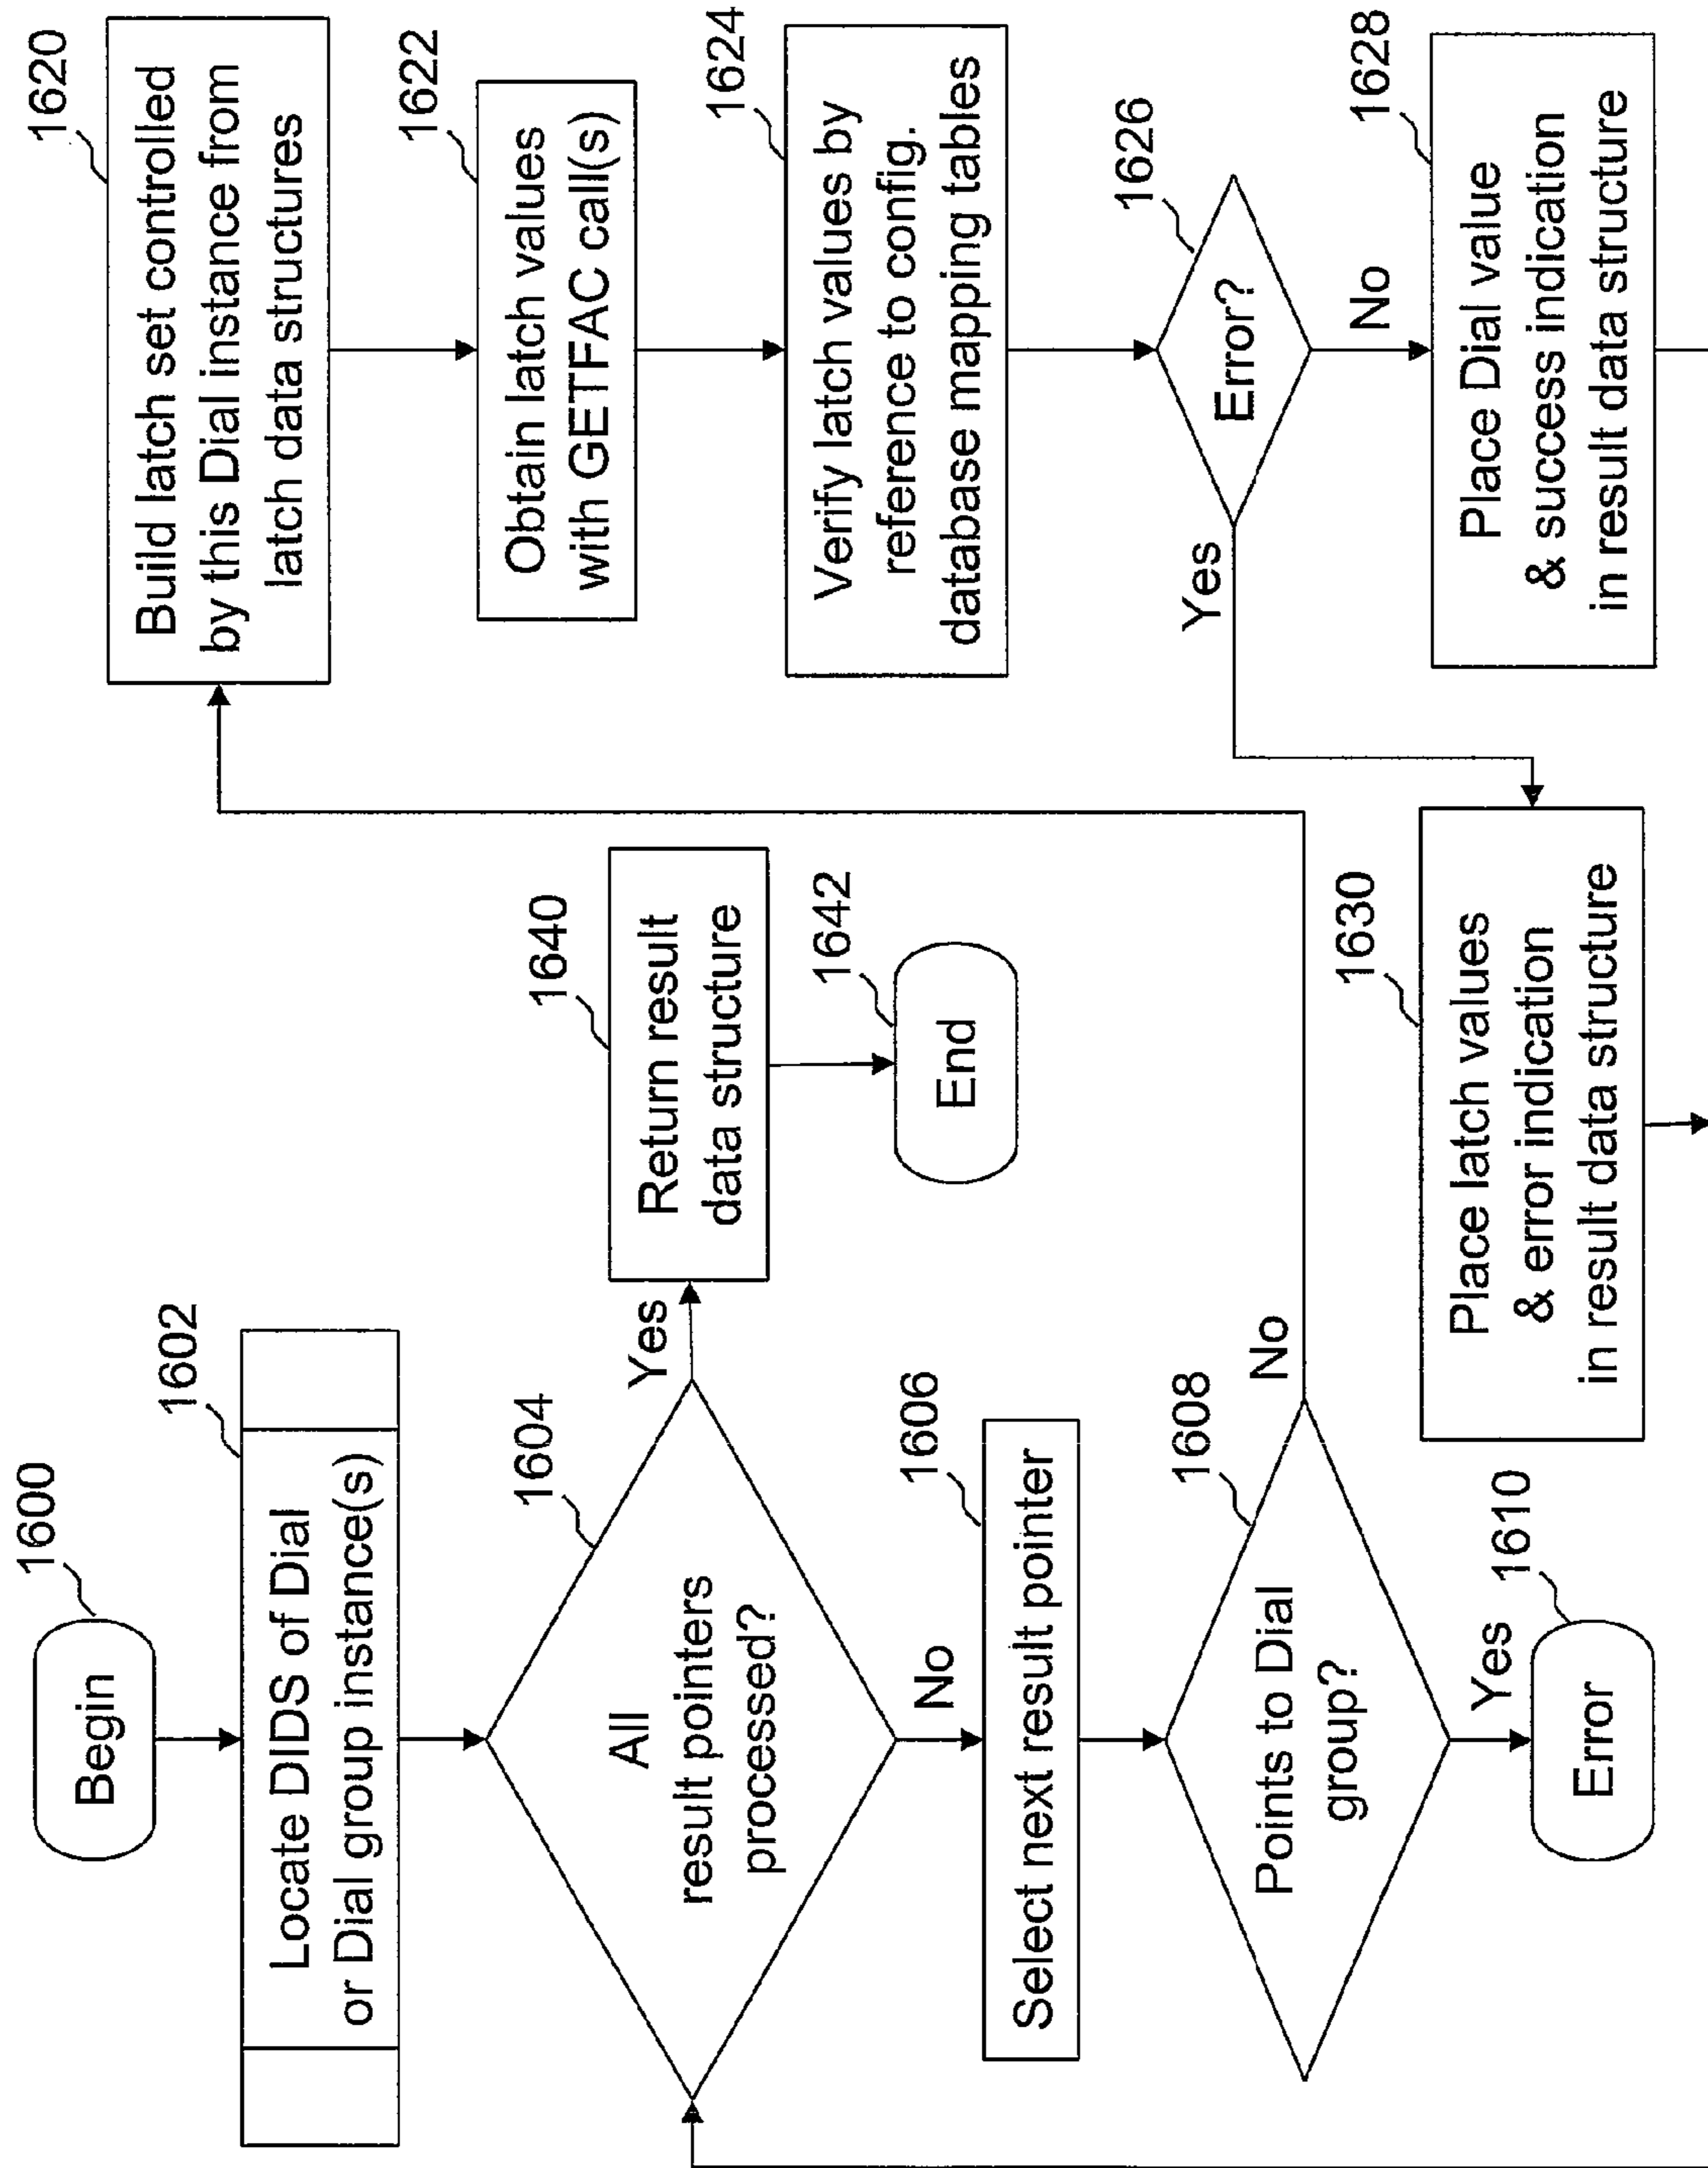 1600
Begin
1602
Locate DIDS of Dial
or Dial group instance(s)
1604
All
result pointers
processed?
Yes
No
1606
Select next result pointer
1608
Points to Dial
group?
No
Yes
1610
Error
1640
Return result
data structure
1642
End
1620
Build latch set controlled
by this Dial instance from
latch data structures
1622
Obtain latch values
with GETFAC call(s)
1624
Verify latch values by
reference to config.
database mapping tables
1626
Error?
Yes
No
1628
Place Dial value
& success indication
in result data structure
1630
Place latch values
& error indication
in result data structure